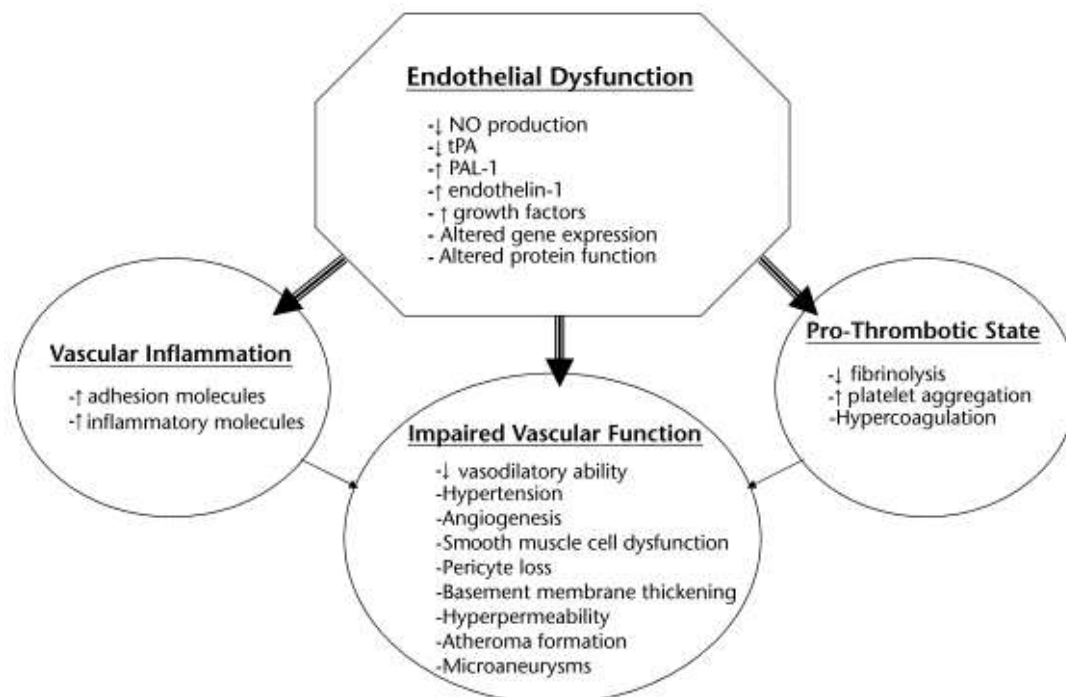 Endothelial Dysfunction
-↓ NO production
-↓ tPA
-↑ PAL-1
-↑ endothelin-1
- ↑ growth factors
- Altered gene expression
- Altered protein function
Vascular Inflammation
-↑ adhesion molecules
-↑ inflammatory molecules
Impaired Vascular Function
-↓ vasodilatory ability
-Hypertension
-Angiogenesis
-Smooth muscle cell dysfunction
-Pericyte loss
-Basement membrane thickening
-Hyperpermeability
-Atheroma formation
-Microaneurysms
Pro-Thrombotic State
-↓ fibrinolysis
-↑ platelet aggregation
-Hypercoagulation